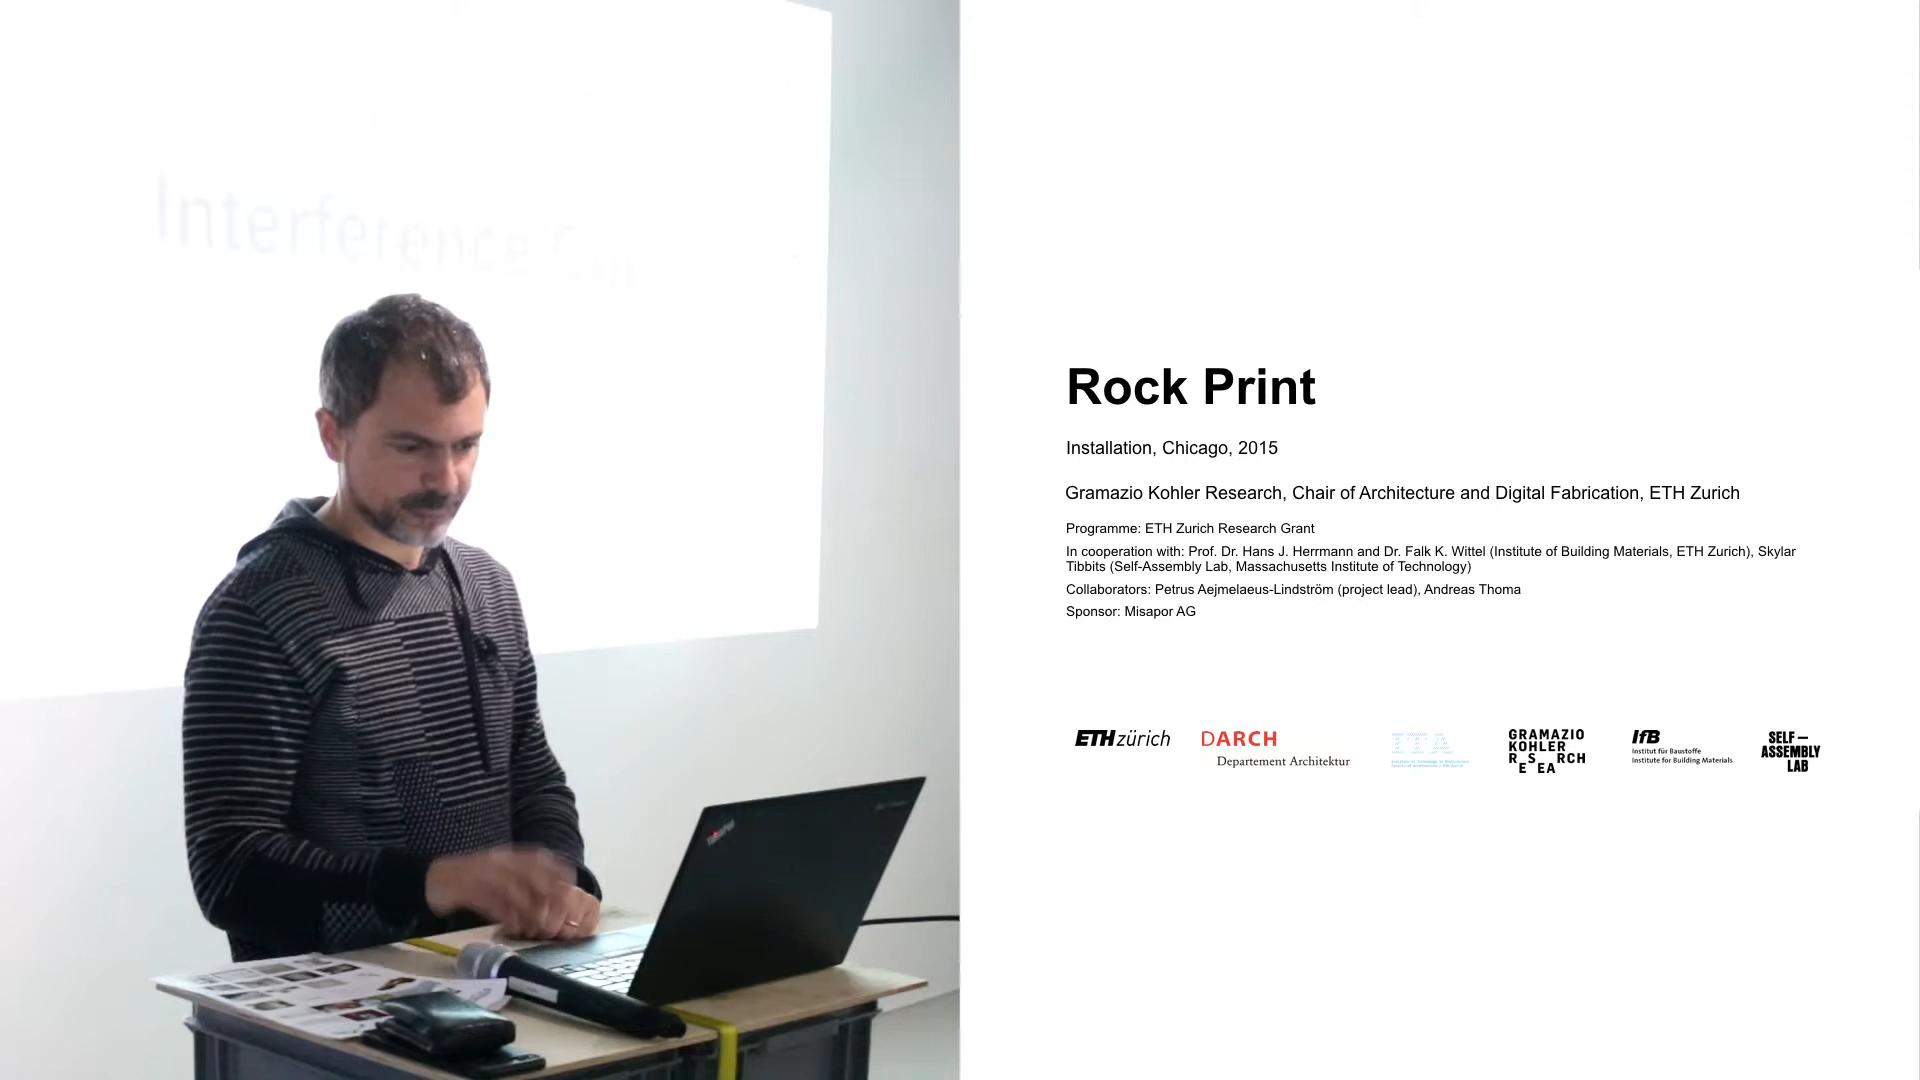 Interference
Rock Print
Installation, Chicago, 2015
Gramazio Kohler Research, Chair of Architecture and Digital Fabrication, ETH Zurich
Programme: ETH Zurich Research Grant
In cooperation with: Prof. Dr. Hans J. Herrmann and Dr. Falk K. Wittel (Institute of Building Materials, ETH Zurich), Skylar
Tibbits (Self-Assembly Lab, Massachusetts Institute of Technology)
Collaborators: Petrus Aejmelaeus-Lindström (project lead), Andreas Thoma
Sponsor: Misapor AG
ETH zürich
DARCH
Departement Architektur
ITA
GRAMAZIO
KOHLER
RESEARCH
IfB
Institut für Baustoffe
Institute for Building Materials
SELF—
ASSEMBLY
LAB
ThinkPad